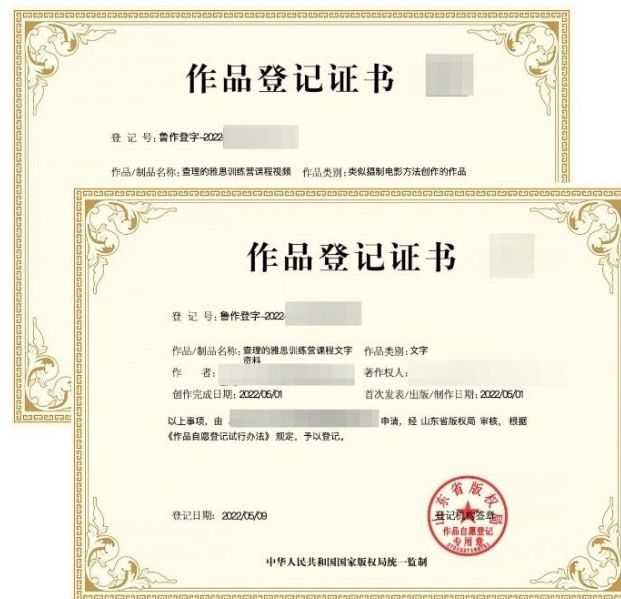 作品登记证书
登 记 号：鲁作登字-2022
作品/制品名称：查理的雅思训练营课程视频 作品类别：类似摄制电影方法创作的作品
作品登记证书
登 记 号：鲁作登字-2022-
作品/制品名称：查理的雅思训练营课程文字 作品类别：文字
资料
作 者： 著作权人：
创作完成日期：2022/05/01 首次发表/出版/制作日期：2022/05/01
以上事项，由 申请，经 山东省版权局 审核，根据
《作品自愿登记试行办法》 规定，予以登记。
登记日期： 2022/05/09
登记机构签章
山东省版权局
作品自愿登记
专用章
中华人民共和国国家版权局统一监制